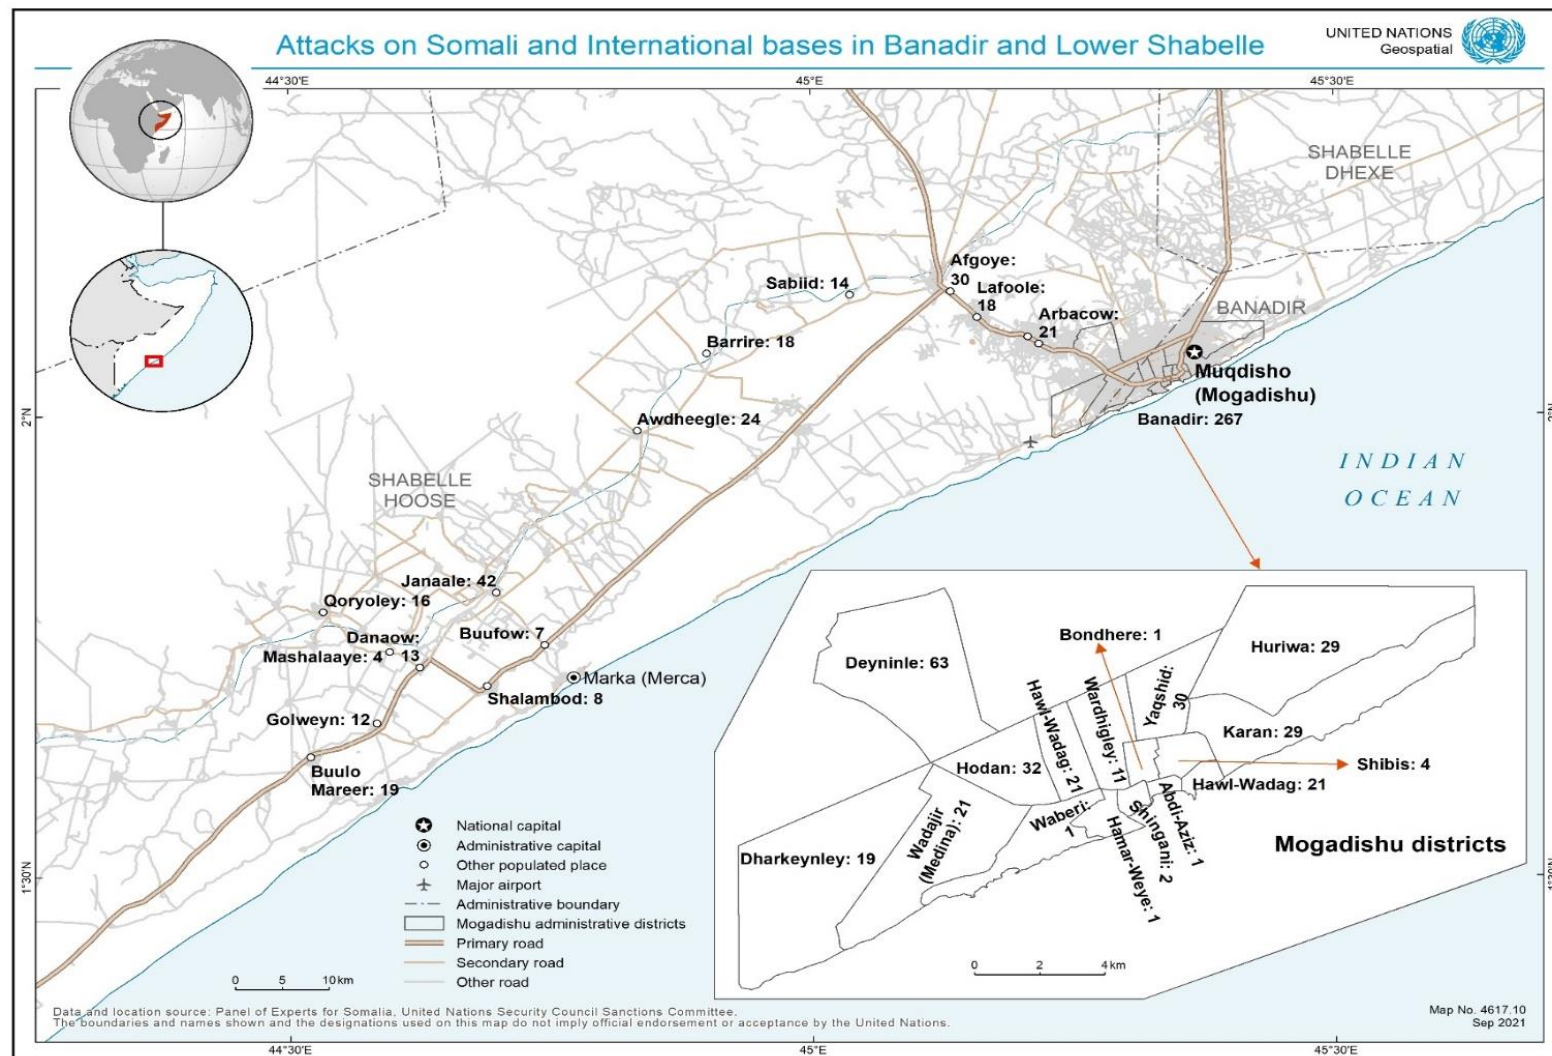 Attacks on Somali and International bases in Banadir and Lower Shabelle
UNITED NATIONS
Geospatial
44°30'E
45°E
45°30'E
SHABELLE
DHEXE
Afgoye:
30
Sabiid: 14
Lafoole:
18
Arbacow:
21
BANADIR
Barrire: 18
Muqdisho
(Mogadishu)
Banadir: 267
Awdheegle: 24
2°N
2°N
INDIAN
OCEAN
SHABELLE
HOOSE
Janaale: 42
Qoryoley: 16
Buufow: 7
Danaow:
13
Mashalaaye: 4
Marka (Merca)
Shalambod: 8
Golweyn: 12
Buulo
Mareer: 19
Bondhere: 1
Huriwa: 29
Deyninle: 63
Yaqshid:
30
Hawl-Wadag: 21
Wardhigley: 11
Karan: 29
Hodan: 32
Shibis: 4
Hawl-Wadag: 21
Abdi-Aziz: 1
Shingani: 2
Waberi:
1
Hamar-Weye: 1
Wadajir
(Medina): 21
Dharkeynley: 19
Mogadishu districts
0 2 4 km
National capital
Administrative capital
Other populated place
Major airport
Administrative boundary
Mogadishu administrative districts
Primary road
Secondary road
Other road
0 5 10 km
1°30'N
1°30'N
Data and location source: Panel of Experts for Somalia, United Nations Security Council Sanctions Committee.
The boundaries and names shown and the designations used on this map do not imply official endorsement or acceptance by the United Nations.
Map No. 4617.10
Sep 2021
44°30'E
45°E
45°30'E